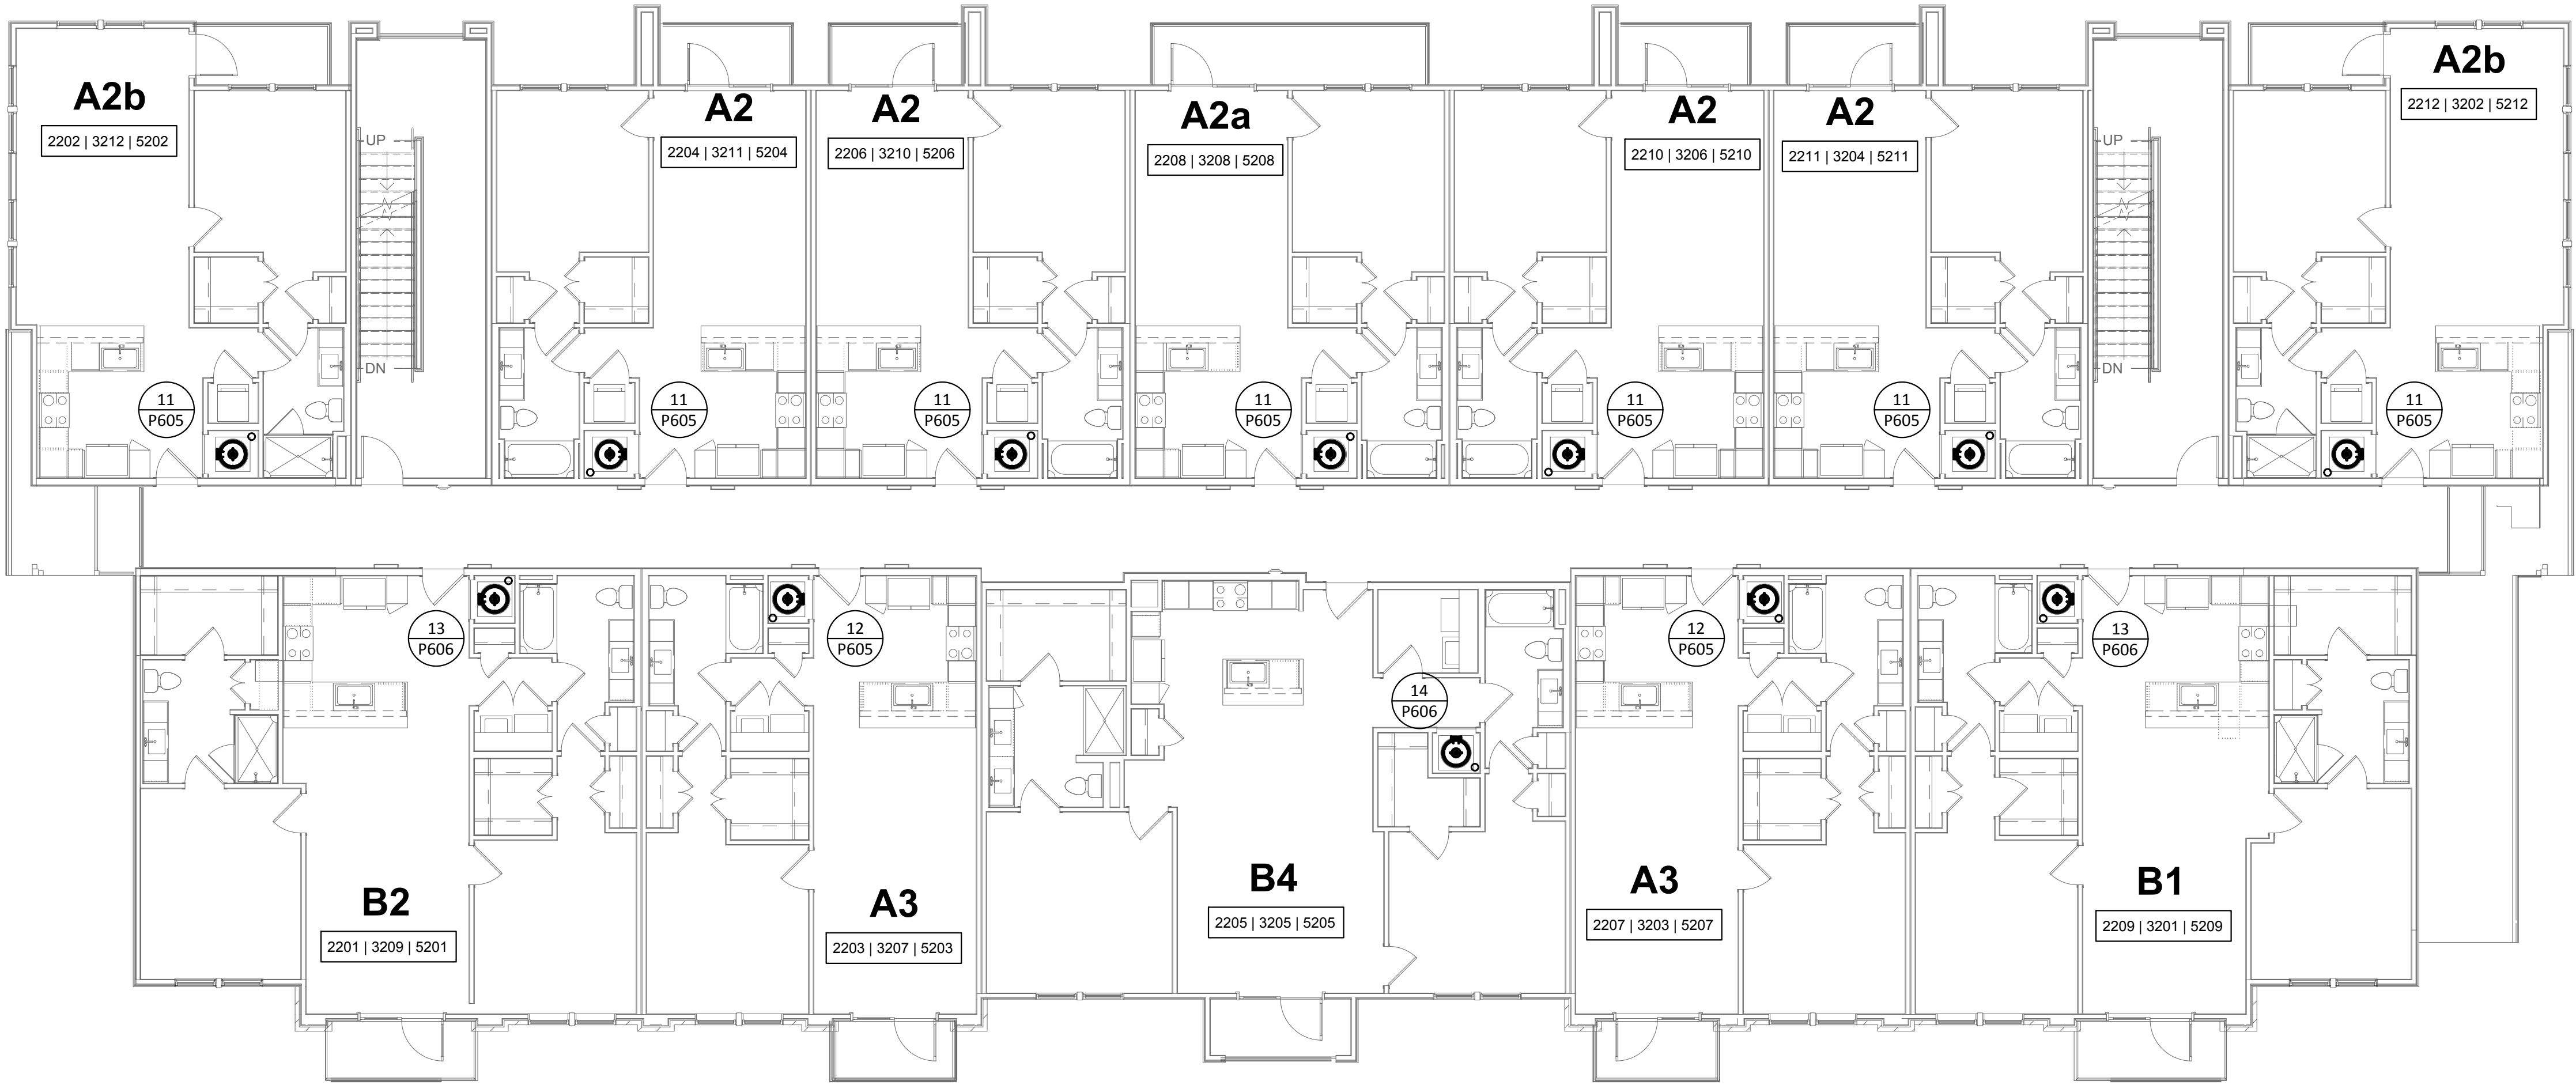 A2b
2202 | 3212 | 5202
UP
DN
11
P605
A2
2204 | 3211 | 5204
11
P605
A2
2206 | 3210 | 5206
11
P605
A2a
2208 | 3208 | 5208
11
P605
A2
2210 | 3206 | 5210
11
P605
A2
2211 | 3204 | 5211
11
P605
UP
DN
A2b
2212 | 3202 | 5212
11
P605
13
P606
B2
2201 | 3209 | 5201
12
P605
A3
2203 | 3207 | 5203
14
P606
B4
2205 | 3205 | 5205
12
P605
A3
2207 | 3203 | 5207
13
P606
B1
2209 | 3201 | 5209